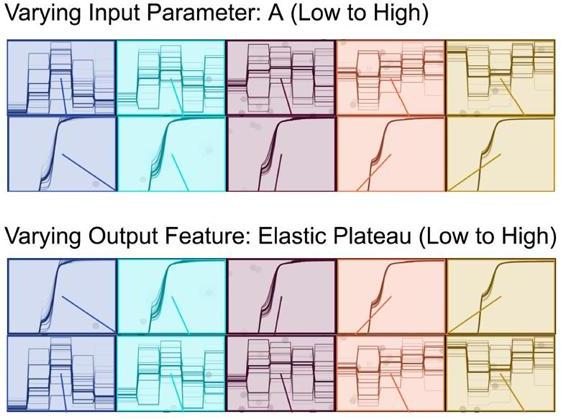 Varying Input Parameter: A (Low to High)
Varying Output Feature: Elastic Plateau (Low to High)